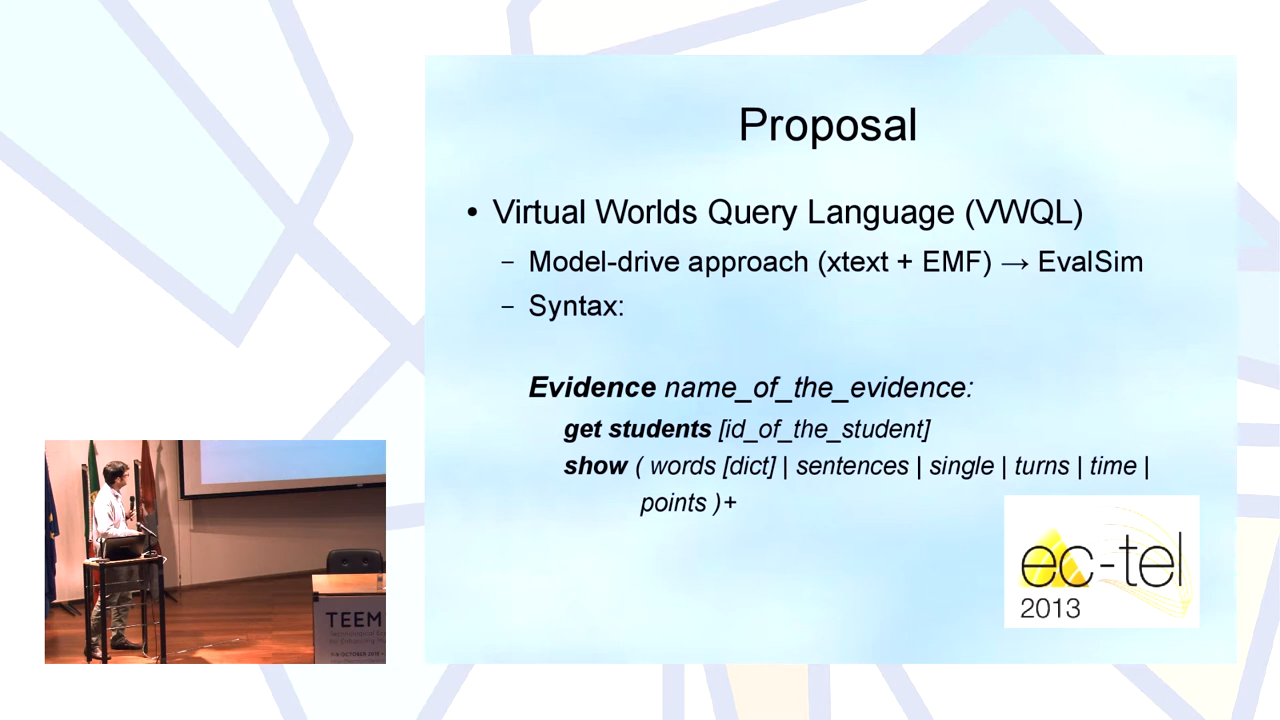 Proposal
• Virtual Worlds Query Language (VWQL)
– Model-drive approach (xtext + EMF) → EvalSim
– Syntax:
Evidence name_of_the_evidence:
get students [id_of_the_student]
show ( words [dict] | sentences | single | turns | time |
points )+
ec-tel
2013
TEEM